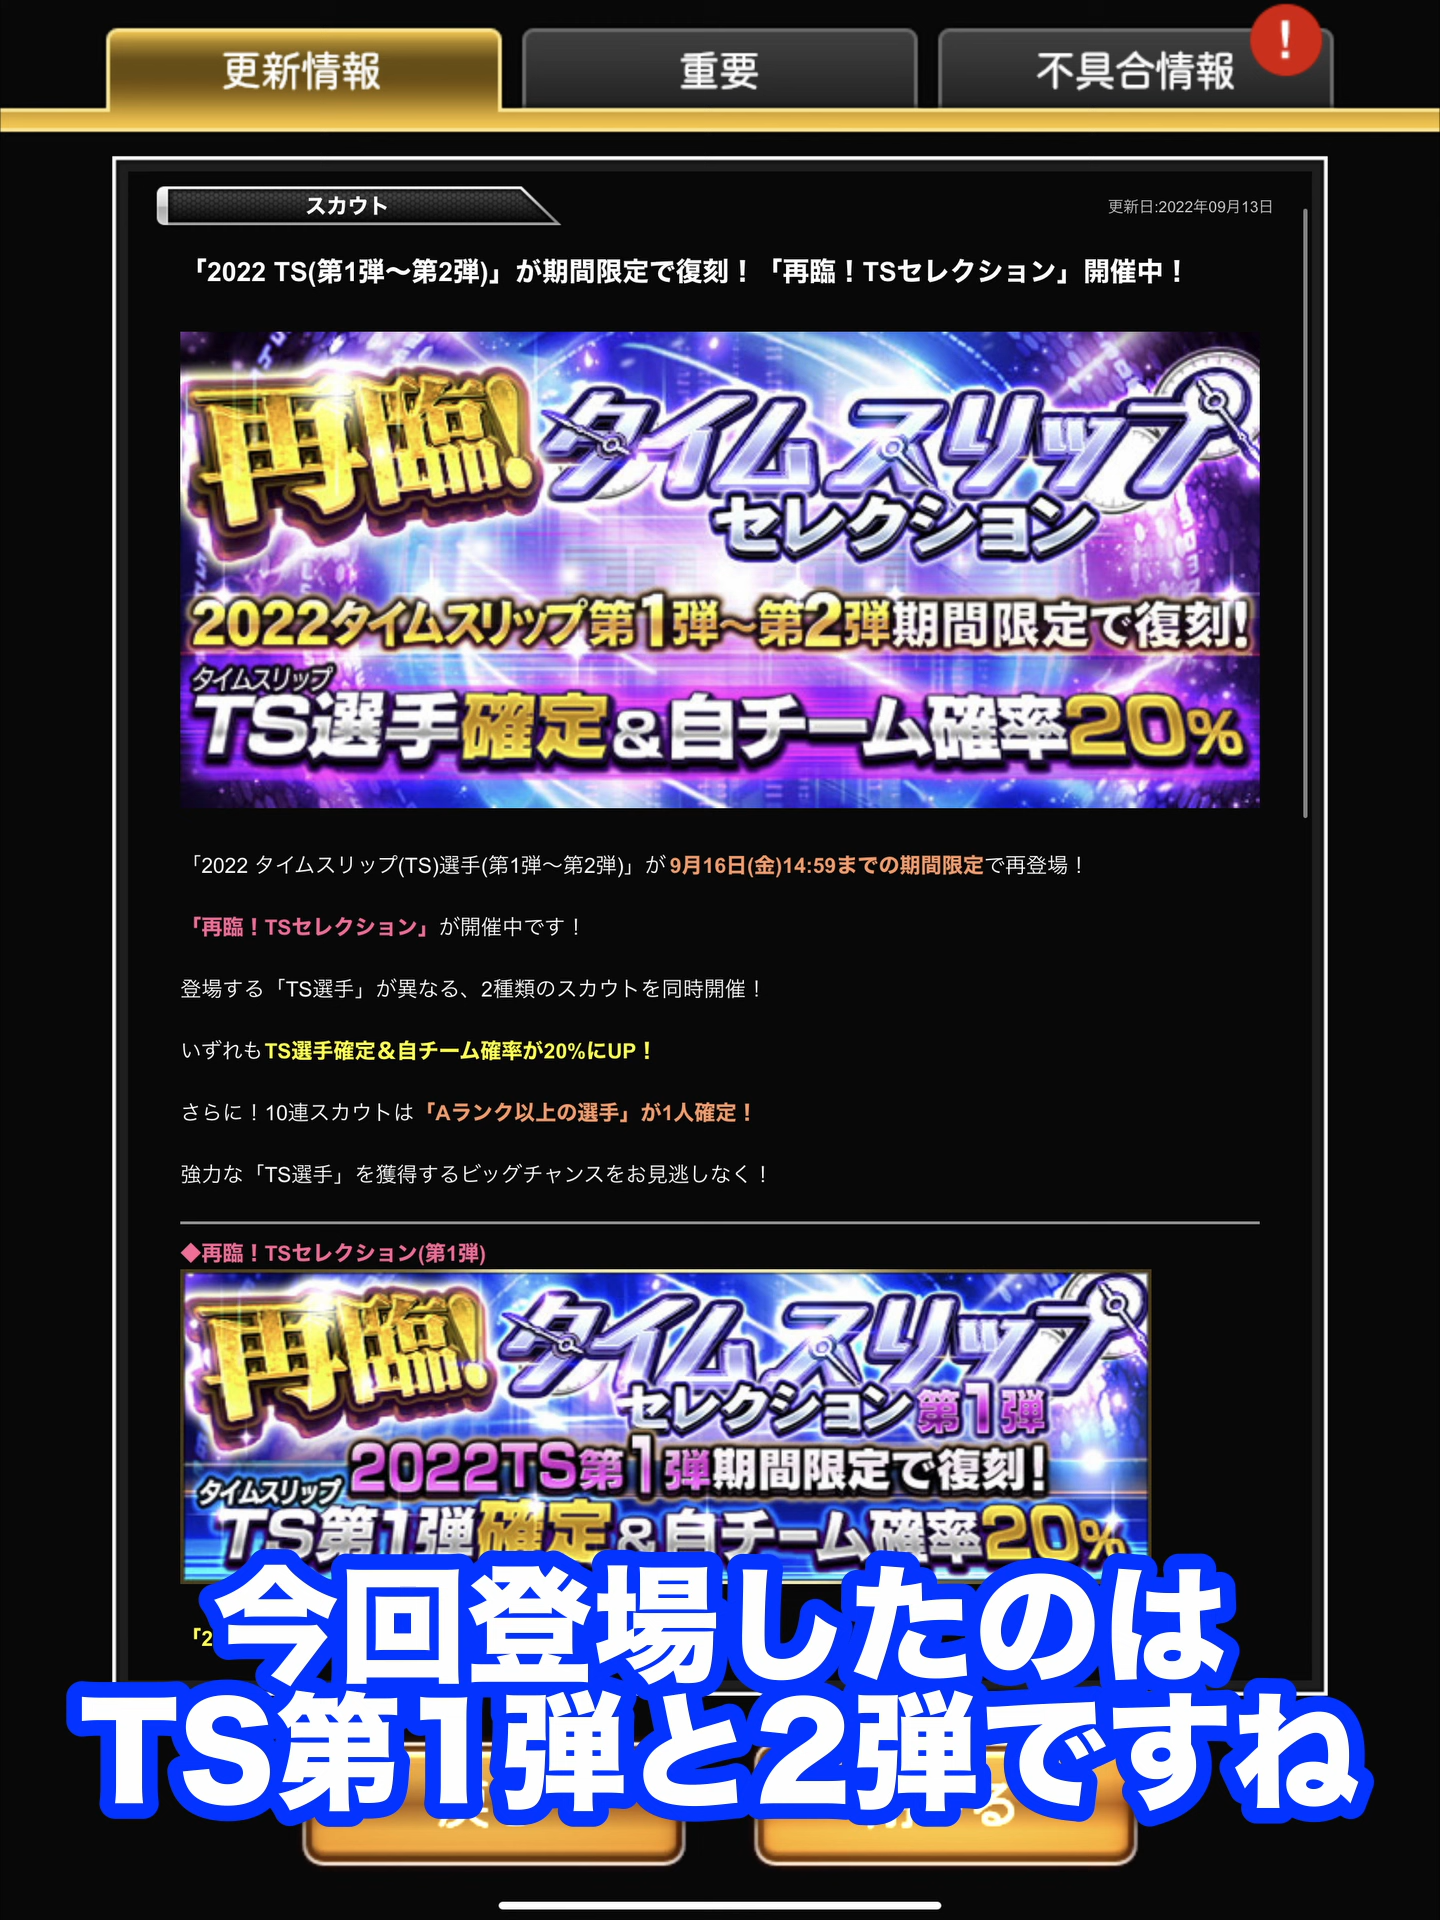 更新情報
重要
不具合情報
!
スカウト
更新日:2022年09月13日
「2022 TS(第1弾～第2弾)」が期間限定で復刻！「再臨！TSセレクション」開催中！
再臨!
タイムスリップ
セレクション
2022タイムスリップ第1弾～第2弾期間限定で復刻!
タイムスリップ
TS選手確定&自チーム確率20%
「2022 タイムスリップ(TS)選手(第1弾～第2弾)」が9月16日(金)14:59までの期間限定で再登場！
「再臨！TSセレクション」が開催中です！
登場する「TS選手」が異なる、2種類のスカウトを同時開催！
いずれもTS選手確定＆自チーム確率が20%にUP！
さらに！10連スカウトは「Aランク以上の選手」が1人確定！
強力な「TS選手」を獲得するビッグチャンスをお見逃しなく！
◆再臨！TSセレクション(第1弾)
再臨!
タイムスリップ
セレクション第1弾
2022TS第1弾期間限定で復刻!
タイムスリップ
TS第1弾確定&自チーム確率20%
「2
今回登場したのは
TS第1弾と2弾ですね
る